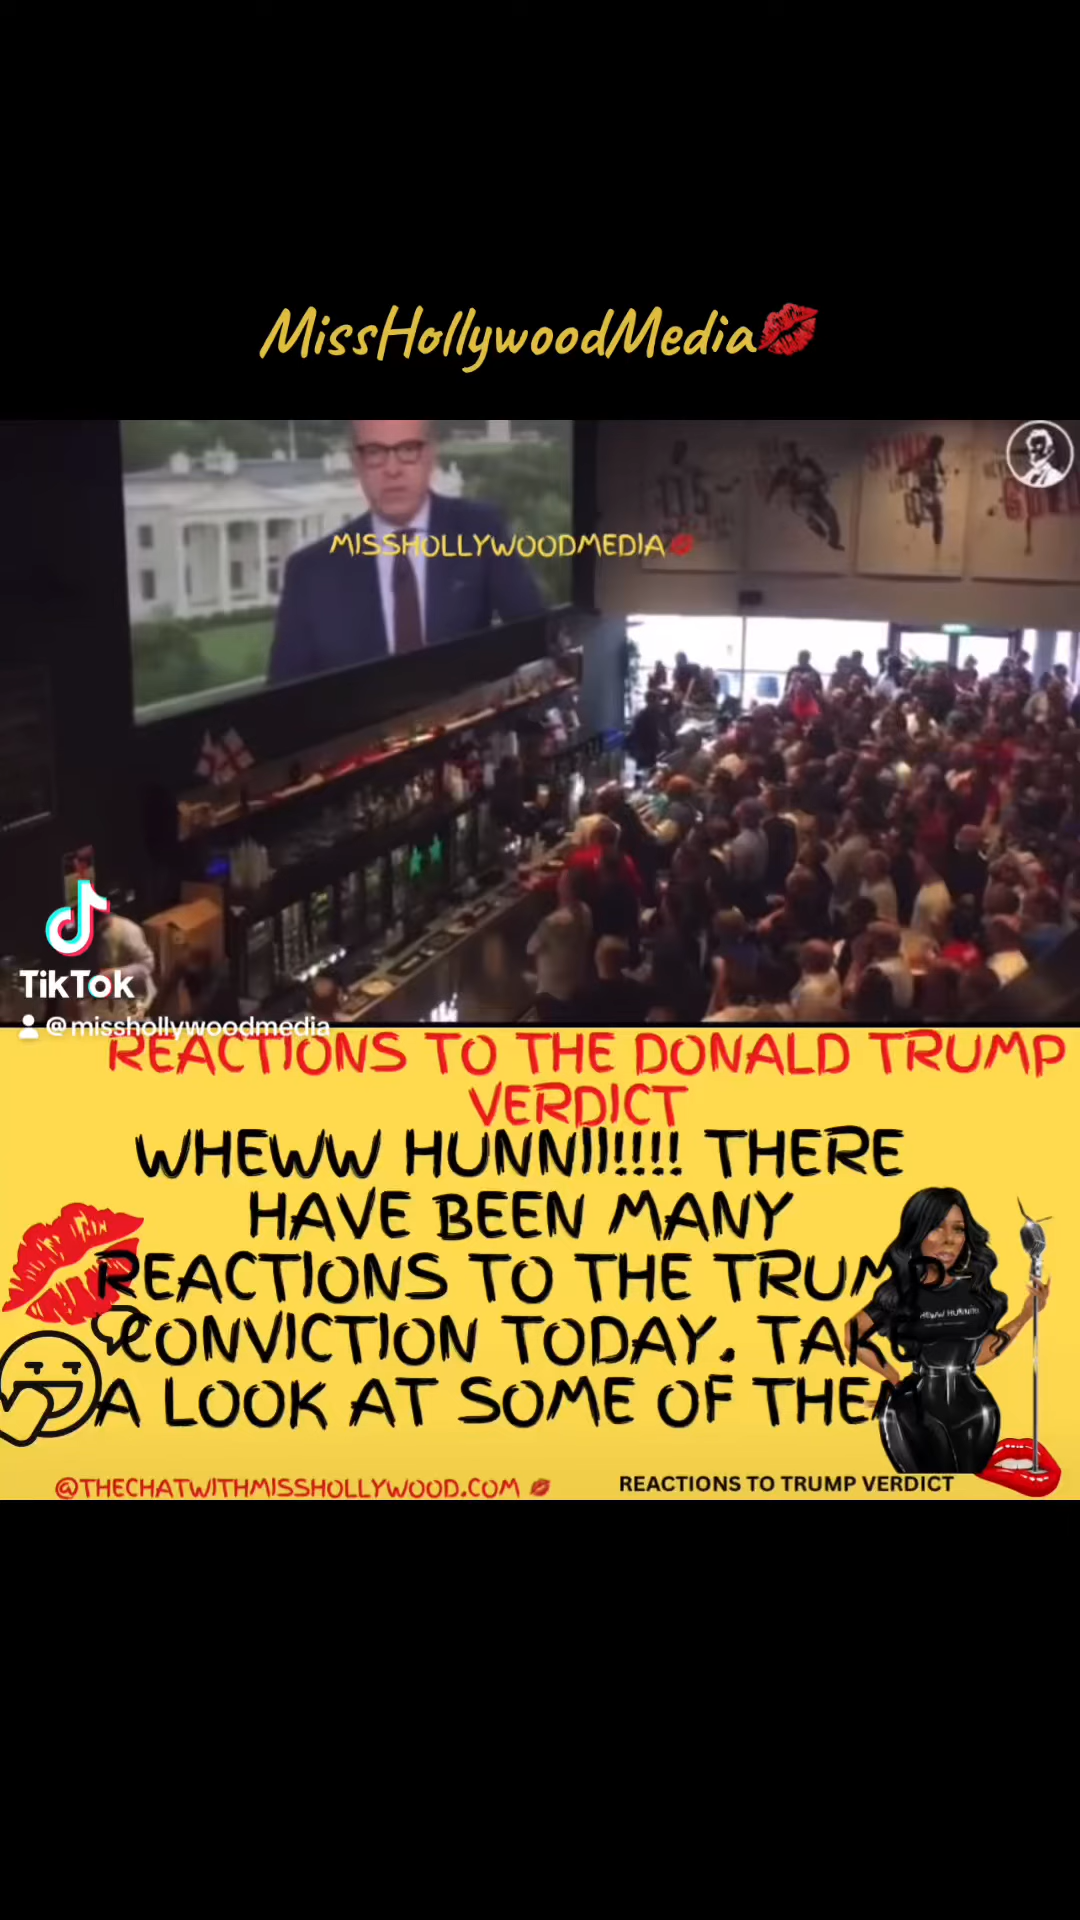 MissHollywoodMedia
MISSHOLLYWOODMEDIA
TikTok
@misshollywoodmedia
REACTIONS TO THE DONALD TRUMP
VERDICT
WHEWW HUNNII!!!! THERE
HAVE BEEN MANY
REACTIONS TO THE TRUMP
CONVICTION TODAY. TAKE
A LOOK AT SOME OF THEM
@THECHATWITHMISSHOLLYWOOD.COM
REACTIONS TO TRUMP VERDICT